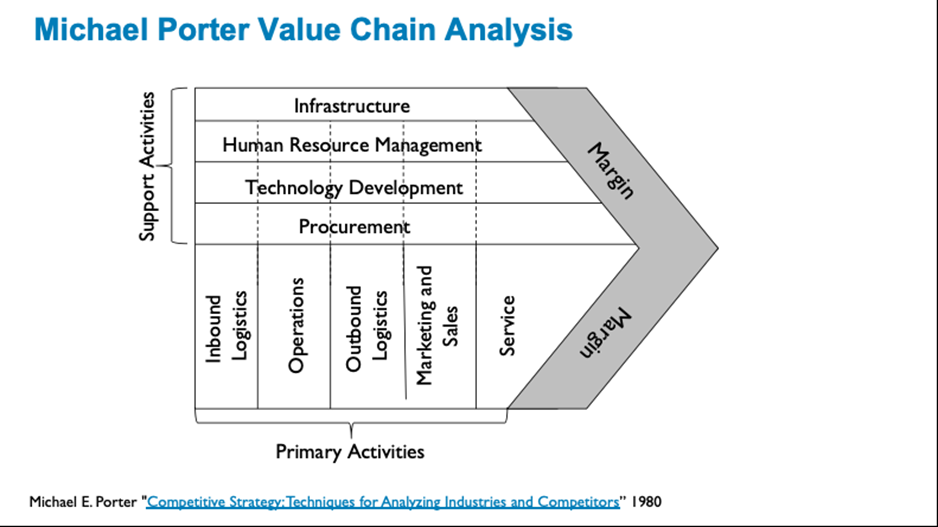 Michael Porter Value Chain Analysis
Support Activities
Infrastructure
Human Resource Management
Technology Development
Procurement
Margin
Inbound
Logistics
Operations
Outbound
Logistics
Marketing and
Sales
Service
Margin
Primary Activities
Michael E. Porter "Competitive Strategy: Techniques for Analyzing Industries and Competitors” 1980